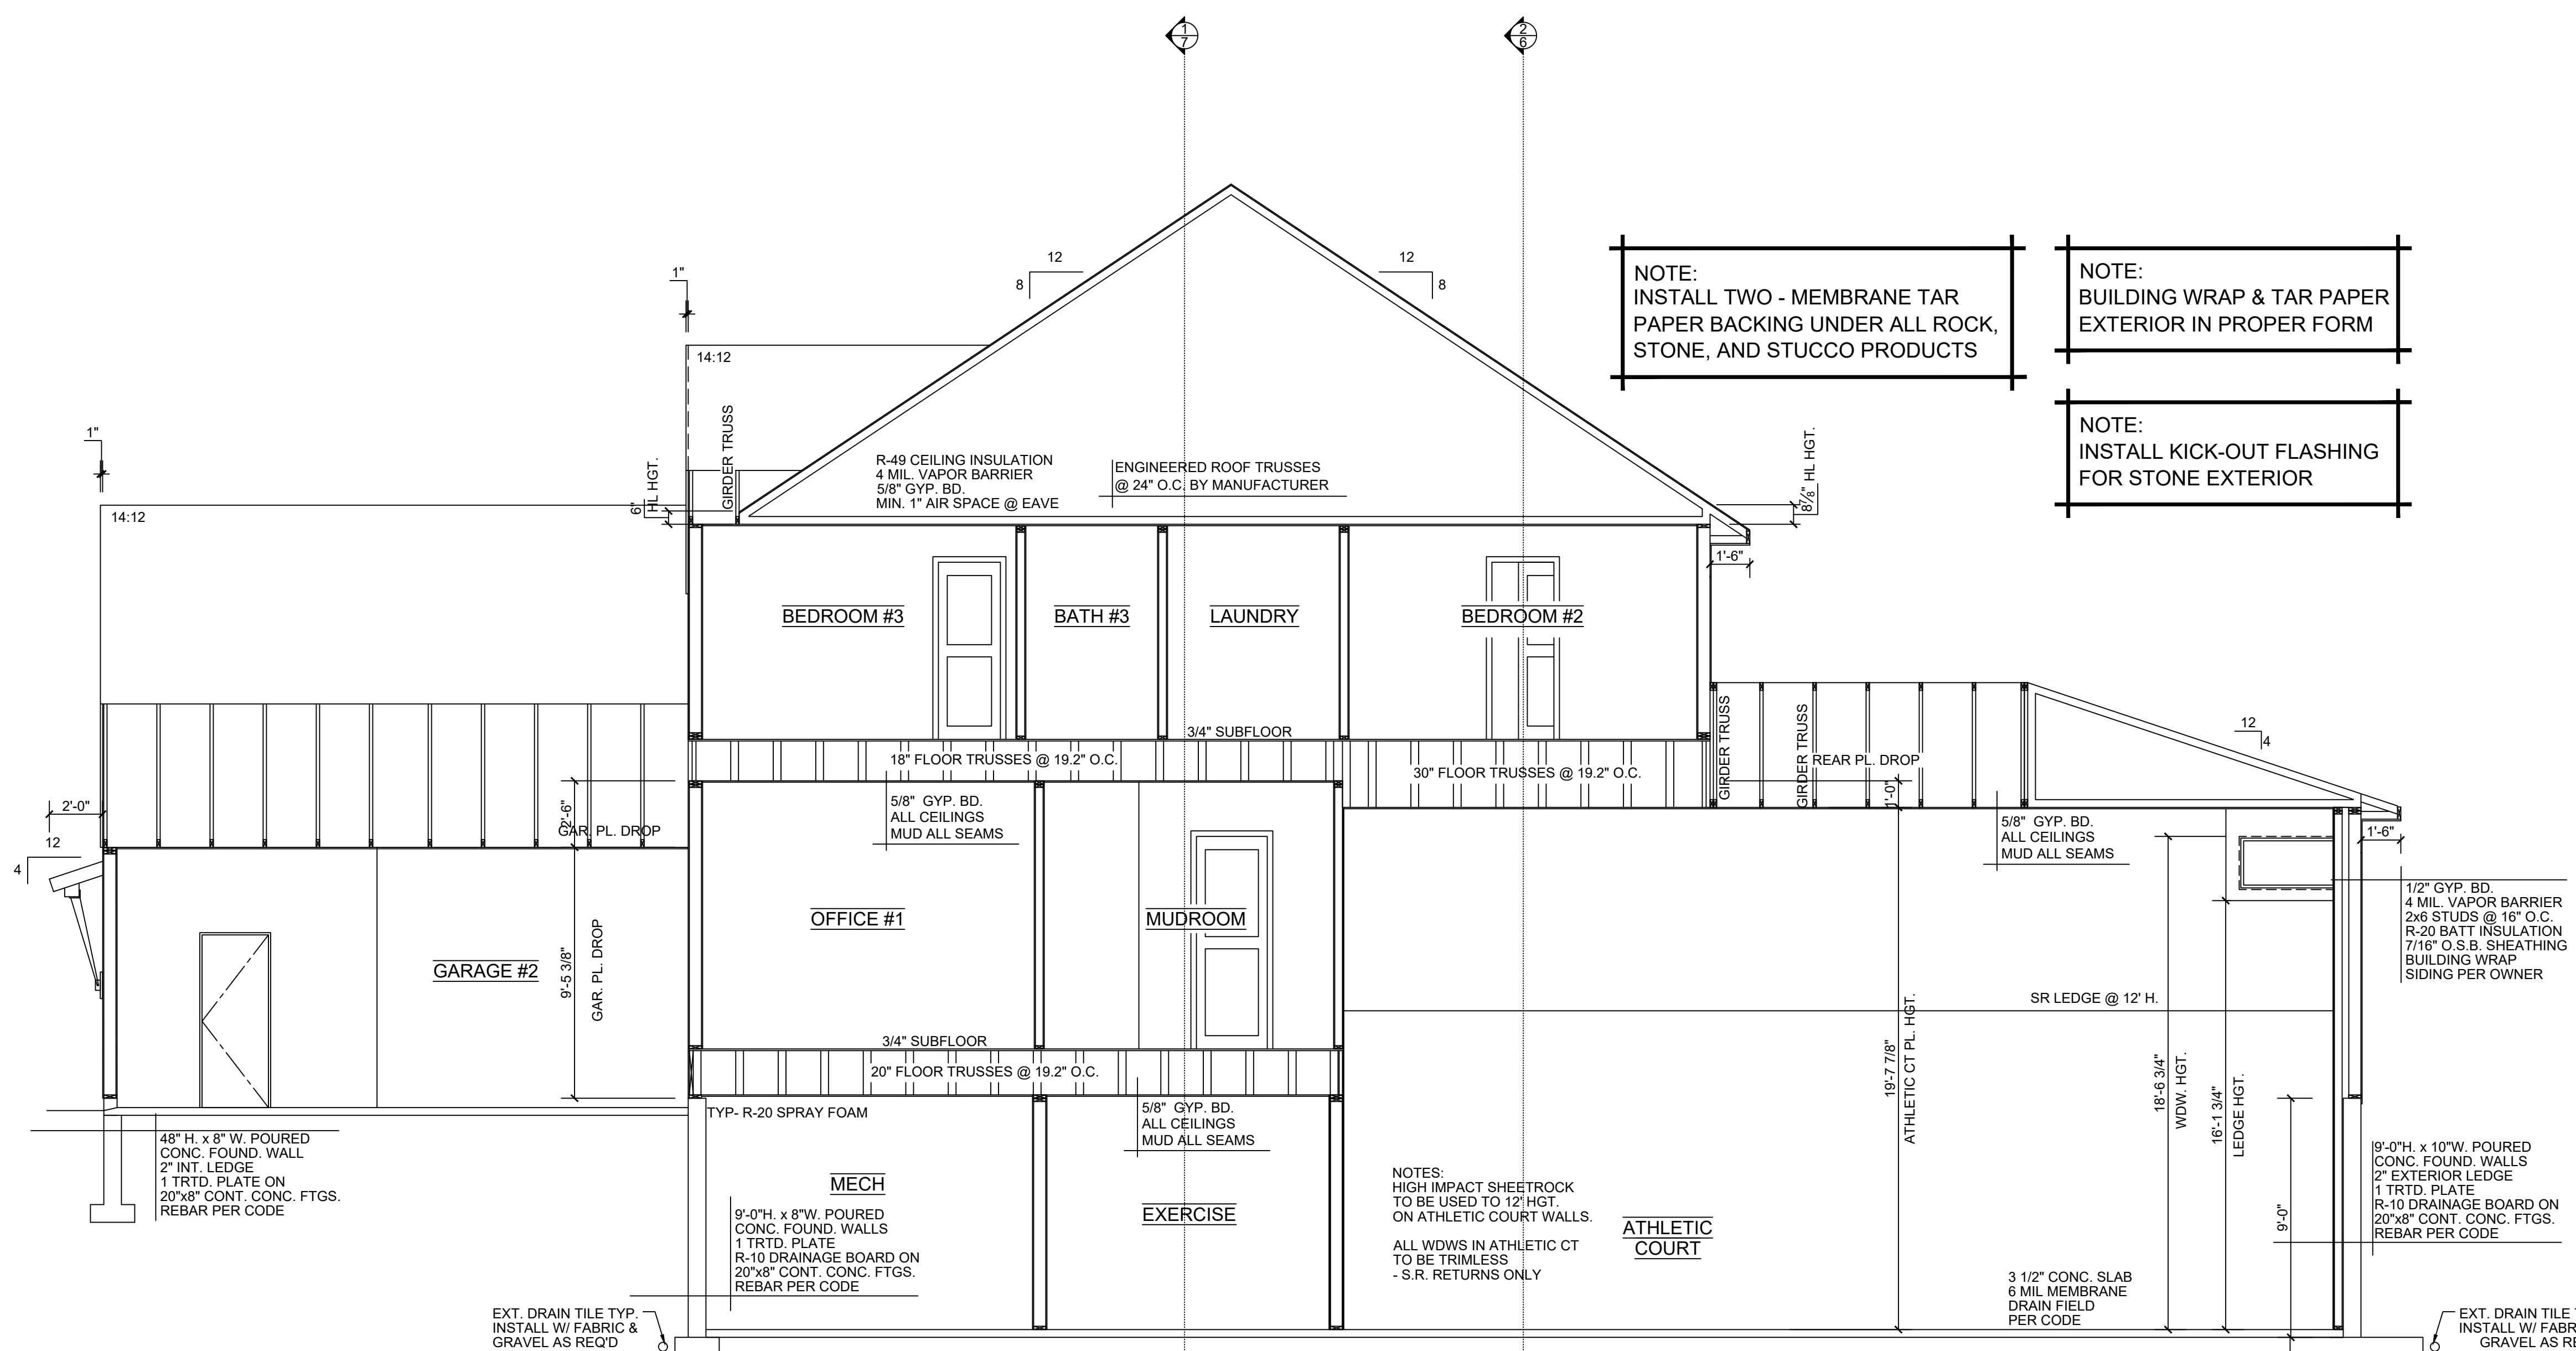 1
7
2
6
12
8
12
8
1"
14:12
NOTE:
INSTALL TWO - MEMBRANE TAR
PAPER BACKING UNDER ALL ROCK,
STONE, AND STUCCO PRODUCTS
NOTE:
BUILDING WRAP & TAR PAPER
EXTERIOR IN PROPER FORM
NOTE:
INSTALL KICK-OUT FLASHING
FOR STONE EXTERIOR
1"
14:12
6"
HL HGT.
GIRDER TRUSS
R-49 CEILING INSULATION
4 MIL. VAPOR BARRIER
5/8" GYP. BD.
MIN. 1" AIR SPACE @ EAVE
ENGINEERED ROOF TRUSSES
@ 24" O.C. BY MANUFACTURER
8⅞" HL HGT.
1'-6"
BEDROOM #3
BATH #3
LAUNDRY
BEDROOM #2
3/4" SUBFLOOR
18" FLOOR TRUSSES @ 19.2" O.C.
30" FLOOR TRUSSES @ 19.2" O.C.
GIRDER TRUSS
GIRDER TRUSS
REAR PL. DROP
1'-0"
12
4
2'-0"
12
4
2'-6"
GAR. PL. DROP
5/8" GYP. BD.
ALL CEILINGS
MUD ALL SEAMS
5/8" GYP. BD.
ALL CEILINGS
MUD ALL SEAMS
1'-6"
1/2" GYP. BD.
4 MIL. VAPOR BARRIER
2x6 STUDS @ 16" O.C.
R-20 BATT INSULATION
7/16" O.S.B. SHEATHING
BUILDING WRAP
SIDING PER OWNER
OFFICE #1
MUDROOM
GARAGE #2
9'-5 3/8"
GAR. PL. DROP
SR LEDGE @ 12' H.
3/4" SUBFLOOR
20" FLOOR TRUSSES @ 19.2" O.C.
19'-7 7/8"
ATHLETIC CT PL. HGT.
18'-6 3/4"
WDW. HGT.
16'-1 3/4"
LEDGE HGT.
TYP- R-20 SPRAY FOAM
5/8" GYP. BD.
ALL CEILINGS
MUD ALL SEAMS
48" H. x 8" W. POURED
CONC. FOUND. WALL
2" INT. LEDGE
1 TRTD. PLATE ON
20"x8" CONT. CONC. FTGS.
REBAR PER CODE
MECH
EXERCISE
9'-0"H. x 8"W. POURED
CONC. FOUND. WALLS
1 TRTD. PLATE
R-10 DRAINAGE BOARD ON
20"x8" CONT. CONC. FTGS.
REBAR PER CODE
NOTES:
HIGH IMPACT SHEETROCK
TO BE USED TO 12' HGT.
ON ATHLETIC COURT WALLS.
ALL WDWS IN ATHLETIC CT
TO BE TRIMLESS
- S.R. RETURNS ONLY
ATHLETIC
COURT
9'-0"
9'-0"H. x 10"W. POURED
CONC. FOUND. WALLS
2" EXTERIOR LEDGE
1 TRTD. PLATE
R-10 DRAINAGE BOARD ON
20"x8" CONT. CONC. FTGS.
REBAR PER CODE
3 1/2" CONC. SLAB
6 MIL MEMBRANE
DRAIN FIELD
PER CODE
EXT. DRAIN TILE TYP.
INSTALL W/ FABRIC &
GRAVEL AS REQ'D
EXT. DRAIN TILE
INSTALL W/
GRAVEL AS